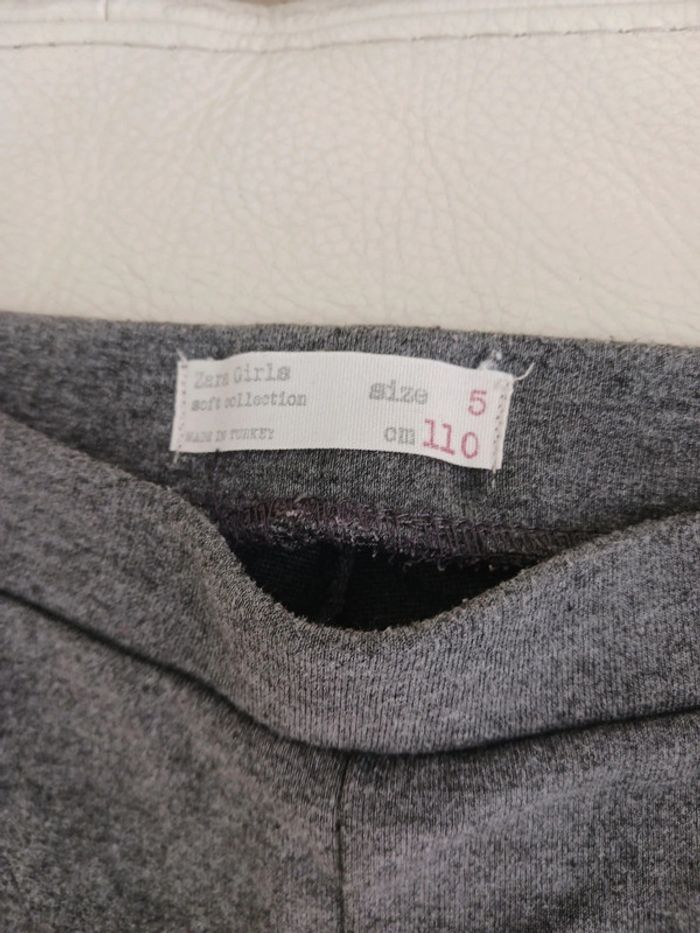 Zara Girls
soft collection
MADE IN TURKEY
size 5
cm 110